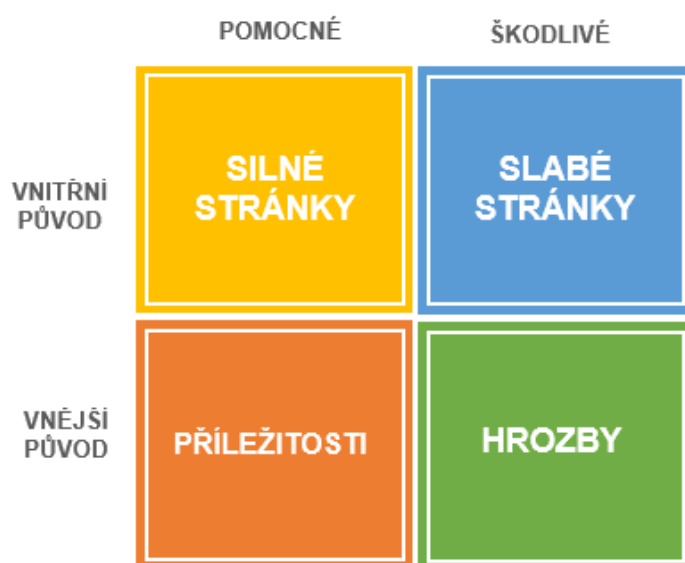 POMOCNÉ
ŠKODLIVÉ
VNITŘNÍ
PŮVOD
SILNÉ
STRÁNKY
SLABÉ
STRÁNKY
VNĚJŠÍ
PŮVOD
PŘÍLEŽITOSTI
HROZBY